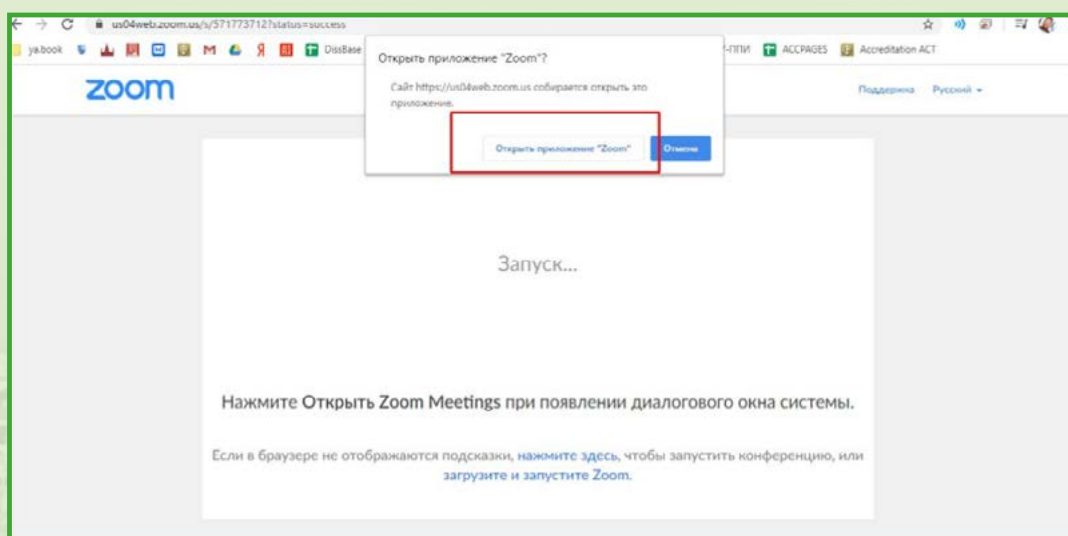 us04web.zoom.us/s/571773712?status=success
ya.book
DissBase
-ППИ
ACCPAGES
Accreditation ACT
Открыть приложение "Zoom"?
Сайт https://us04web.zoom.us собирается открыть это
приложение.
Открыть приложение "Zoom"
Отмена
zoom
Поддержка
Русский
Запуск...
Нажмите Открыть Zoom Meetings при появлении диалогового окна системы.
Если в браузере не отображаются подсказки, нажмите здесь, чтобы запустить конференцию, или
загрузите и запустите Zoom.